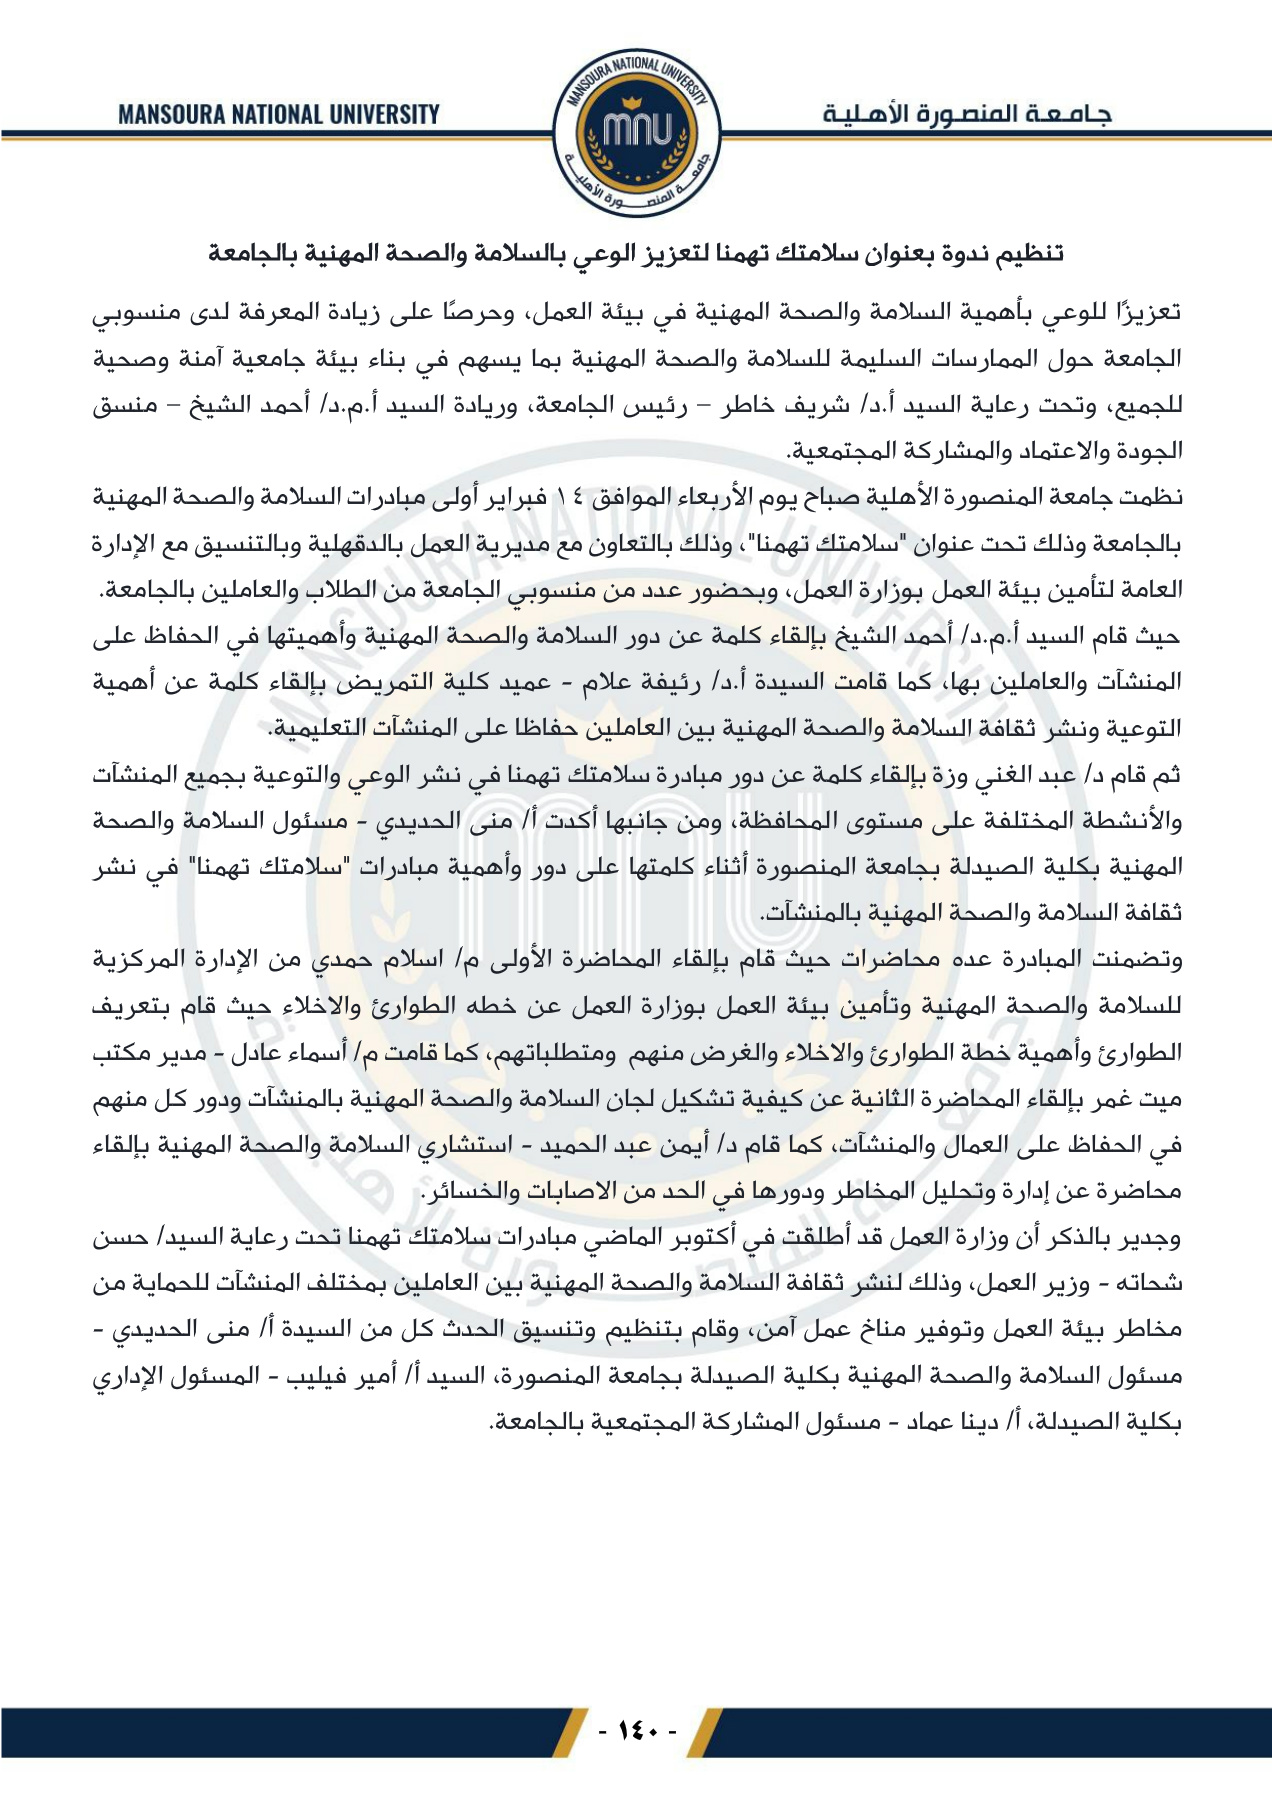 MANSOURA NATIONAL UNIVERSITY
جامعة المنصورة الأهلية
MANSOURA NATIONAL UNIVERSITY
mnu
جامعة المنصورة الأهلية
تنظيم ندوة بعنوان سلامتك تهمنا لتعزيز الوعي بالسلامة والصحة المهنية بالجامعة
تعزيزًا للوعي بأهمية السلامة والصحة المهنية في بيئة العمل، وحرصًا على زيادة المعرفة لدى منسوبي
الجامعة حول الممارسات السليمة للسلامة والصحة المهنية بما يسهم في بناء بيئة جامعية آمنة وصحية
للجميع، وتحت رعاية السيد أ.د/ شريف خاطر – رئيس الجامعة، وريادة السيد أ.م.د/ أحمد الشيخ – منسق
الجودة والاعتماد والمشاركة المجتمعية.
نظمت جامعة المنصورة الأهلية صباح يوم الأربعاء الموافق ١٤ فبراير أولى مبادرات السلامة والصحة المهنية
بالجامعة وذلك تحت عنوان "سلامتك تهمنا"، وذلك بالتعاون مع مديرية العمل بالدقهلية وبالتنسيق مع الإدارة
العامة لتأمين بيئة العمل بوزارة العمل، وبحضور عدد من منسوبي الجامعة من الطلاب والعاملين بالجامعة.
حيث قام السيد أ.م.د/ أحمد الشيخ بإلقاء كلمة عن دور السلامة والصحة المهنية وأهميتها في الحفاظ على
المنشآت والعاملين بها، كما قامت السيدة أ.د/ رئيفة علام - عميد كلية التمريض بإلقاء كلمة عن أهمية
التوعية ونشر ثقافة السلامة والصحة المهنية بين العاملين حفاظا على المنشآت التعليمية.
ثم قام د/ عبد الغني وزة بإلقاء كلمة عن دور مبادرة سلامتك تهمنا في نشر الوعي والتوعية بجميع المنشآت
والأنشطة المختلفة على مستوى المحافظة، ومن جانبها أكدت أ/ منى الحديدي - مسئول السلامة والصحة
المهنية بكلية الصيدلة بجامعة المنصورة أثناء كلمتها على دور وأهمية مبادرات "سلامتك تهمنا" في نشر
ثقافة السلامة والصحة المهنية بالمنشآت.
وتضمنت المبادرة عده محاضرات حيث قام بإلقاء المحاضرة الأولى م/ اسلام حمدي من الإدارة المركزية
للسلامة والصحة المهنية وتأمين بيئة العمل بوزارة العمل عن خطه الطوارئ والاخلاء حيث قام بتعريف
الطوارئ وأهمية خطة الطوارئ والاخلاء والغرض منهم ومتطلباتهم، كما قامت م/ أسماء عادل - مدير مكتب
ميت غمر بإلقاء المحاضرة الثانية عن كيفية تشكيل لجان السلامة والصحة المهنية بالمنشآت ودور كل منهم
في الحفاظ على العمال والمنشآت، كما قام د/ أيمن عبد الحميد - استشاري السلامة والصحة المهنية بإلقاء
محاضرة عن إدارة وتحليل المخاطر ودورها في الحد من الاصابات والخسائر.
وجدير بالذكر أن وزارة العمل قد أطلقت في أكتوبر الماضي مبادرات سلامتك تهمنا تحت رعاية السيد/ حسن
شحاته - وزير العمل، وذلك لنشر ثقافة السلامة والصحة المهنية بين العاملين بمختلف المنشآت للحماية من
مخاطر بيئة العمل وتوفير مناخ عمل آمن، وقام بتنظيم وتنسيق الحدث كل من السيدة أ/ منى الحديدي -
مسئول السلامة والصحة المهنية بكلية الصيدلة بجامعة المنصورة، السيد أ/ أمير فيليب - المسئول الإداري
بكلية الصيدلة، أ/ دينا عماد - مسئول المشاركة المجتمعية بالجامعة.
- ١٤٠ -